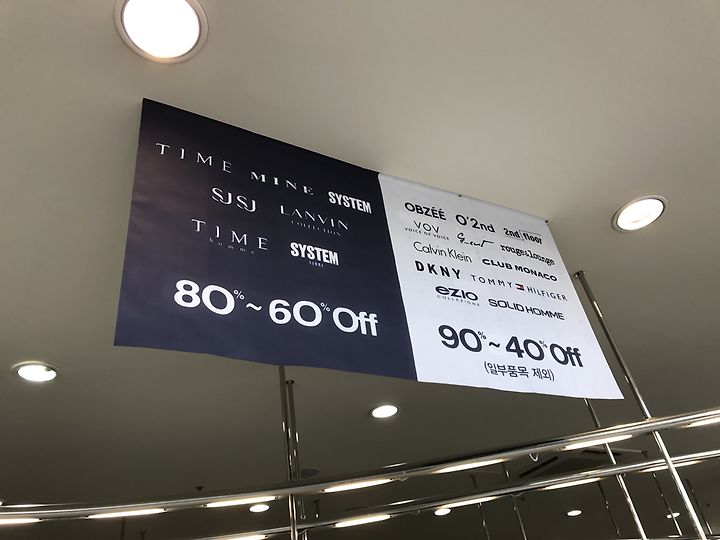 TIME MINE SYSTEM
SJSJ LANVIN COLLECTION
TIME homme SYSTEM
80%~60%Off
OBZÉÉ O'2nd 2nd floor
VOV VOICE OF VOICE rouge&lounge
Calvin Klein CLUB MONACO
DKNY TOMMY HILFIGER
ezio COLLEZIONE SOLID HOMME
90%~40%Off
(일부품목 제외)